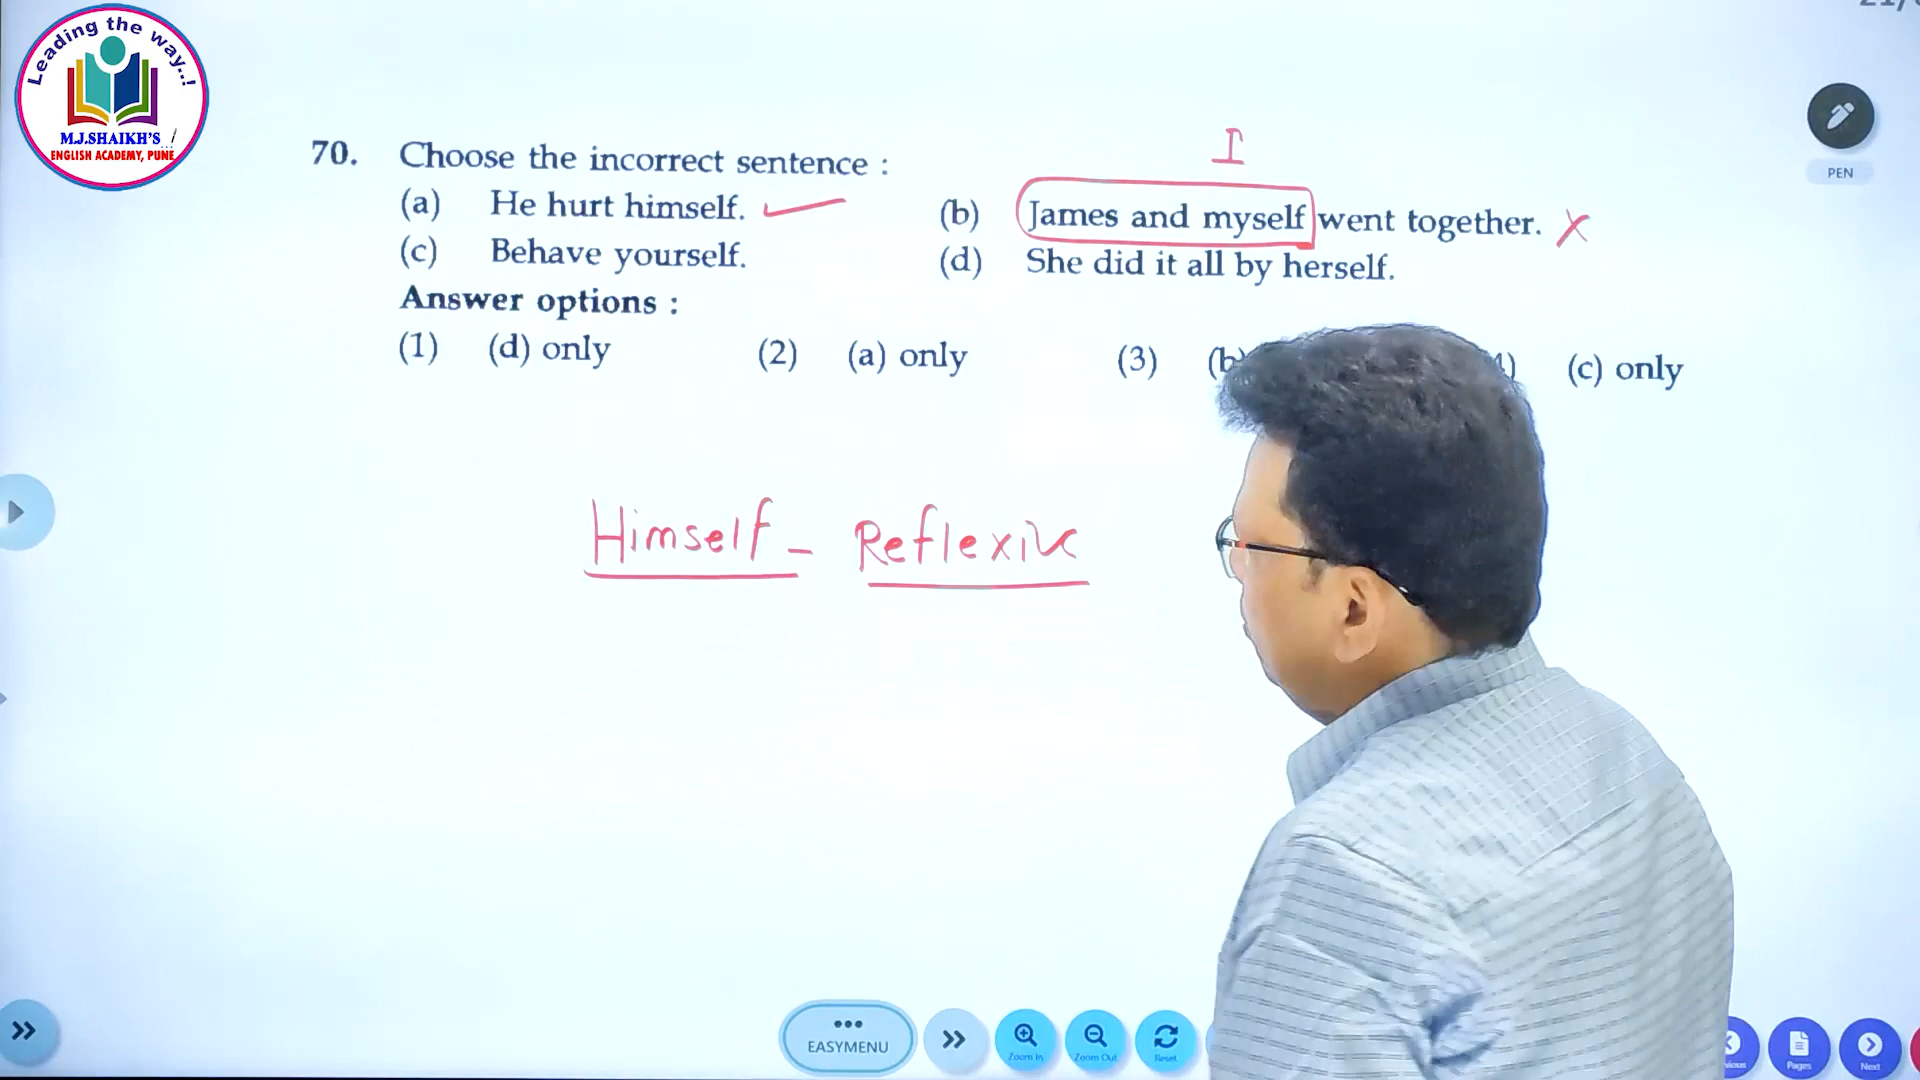 Leading the way..!
M.J.SHAIKH'S
ENGLISH ACADEMY, PUNE
PEN
I
70. Choose the incorrect sentence :
(a) He hurt himself. (b) James and myself went together. X
(c) Behave yourself. (d) She did it all by herself.
Answer options :
(1) (d) only (2) (a) only (3) (b) (c) only
Himself - Reflexive
EASYMENU
Zoom In
Zoom Out
Reset
Pages
Next